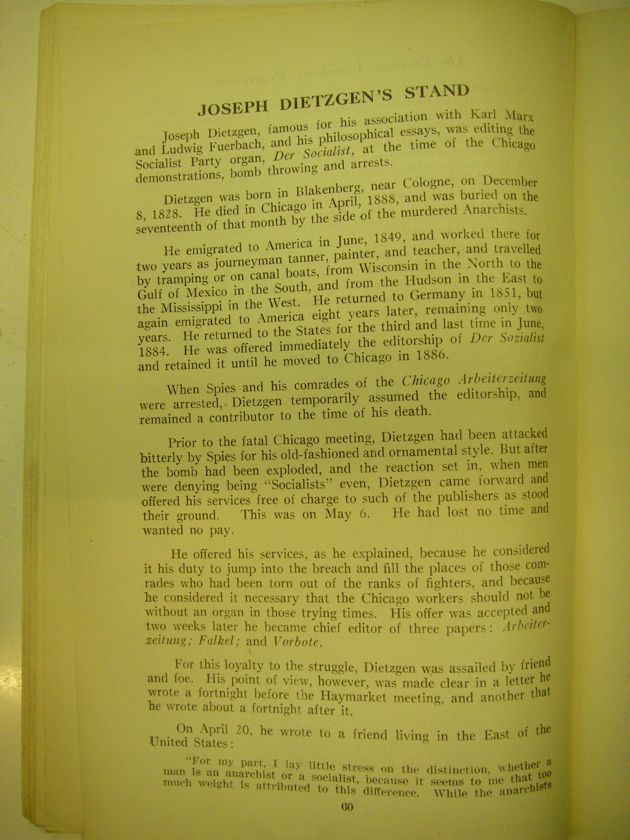 JOSEPH DIETZGEN'S STAND
Joseph Dietzgen, famous for his association with Karl Marx
and Ludwig Fuerbach, and his philosophical essays, was editing the
Socialist Party organ, Der Socialist, at the time of the Chicago
demonstrations, bomb throwing and arrests.
Dietzgen was born in Blakenberg, near Cologne, on December
8, 1828. He died in Chicago in April, 1888, and was buried on the
seventeenth of that month by the side of the murdered Anarchists.
He emigrated to America in June, 1849, and worked there for
two years as journeyman tanner, painter, and teacher, and travelled
by tramping or on canal boats, from Wisconsin in the North to the
Gulf of Mexico in the South, and from the Hudson in the East to
the Mississippi in the West. He returned to Germany in 1851, but
again emigrated to America eight years later, remaining only two
years. He returned to the States for the third and last time in June,
1884. He was offered immediately the editorship of Der Sozialist
and retained it until he moved to Chicago in 1886.
When Spies and his comrades of the Chicago Arbeiterzeitung
were arrested, Dietzgen temporarily assumed the editorship, and
remained a contributor to the time of his death.
Prior to the fatal Chicago meeting, Dietzgen had been attacked
bitterly by Spies for his old-fashioned and ornamental style. But after
the bomb had been exploded, and the reaction set in, when men
were denying being "Socialists" even, Dietzgen came forward and
offered his services free of charge to such of the publishers as stood
their ground. This was on May 6. He had lost no time and
wanted no pay.
He offered his services, as he explained, because he considered
it his duty to jump into the breach and fill the places of those com-
rades who had been torn out of the ranks of fighters, and because
he considered it necessary that the Chicago workers should not be
without an organ in those trying times. His offer was accepted and
two weeks later he became chief editor of three papers: Arbeiter-
zeitung; Falkel; and Vorbote.
For this loyalty to the struggle, Dietzgen was assailed by friend
and foe. His point of view, however, was made clear in a letter he
wrote a fortnight before the Haymarket meeting, and another that
he wrote about a fortnight after it.
On April 20, he wrote to a friend living in the East of the
United States:
"For my part, I lay little stress on the distinction, whether a
man is an anarchist or a socialist, because it seems to me that too
much weight is attributed to this difference. While the anarchists
60